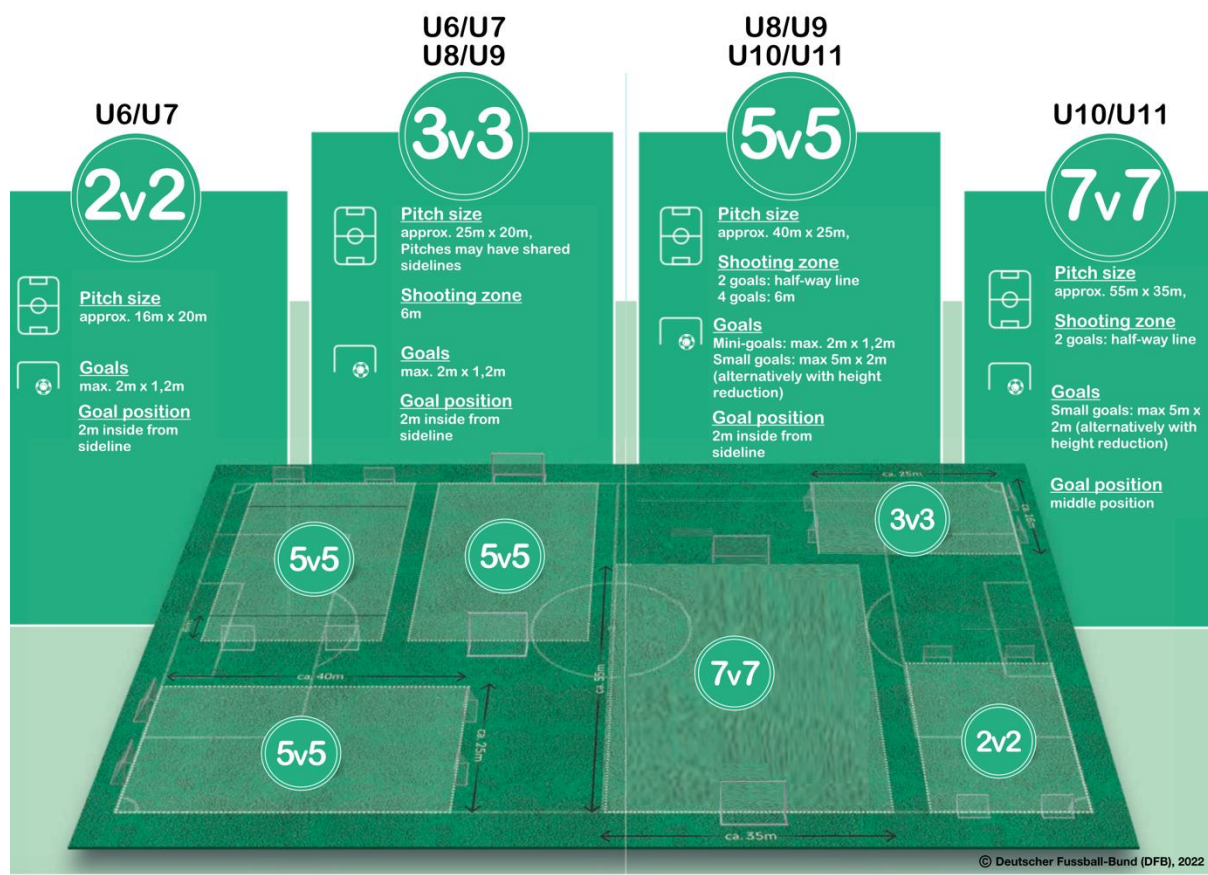 U6/U7
2v2
Pitch size
approx. 16m x 20m
Goals
max. 2m x 1,2m
Goal position
2m inside from
sideline
U6/U7
U8/U9
3v3
Pitch size
approx. 25m x 20m,
Pitches may have shared
sidelines
Shooting zone
6m
Goals
max. 2m x 1,2m
Goal position
2m inside from
sideline
U8/U9
U10/U11
5v5
Pitch size
approx. 40m x 25m,
Shooting zone
2 goals: half-way line
4 goals: 6m
Goals
Mini-goals: max. 2m x 1,2m
Small goals: max 5m x 2m
(alternatively with height
reduction)
Goal position
2m inside from
sideline
U10/U11
7v7
Pitch size
approx. 55m x 35m,
Shooting zone
2 goals: half-way line
Goals
Small goals: max 5m x
2m (alternatively with
height reduction)
Goal position
middle position
ca. 25m
3v3
ca. 16m
5v5
5v5
ca. 40m
ca. 55m
7v7
ca. 25m
5v5
2v2
ca. 35m
© Deutscher Fussball-Bund (DFB), 2022